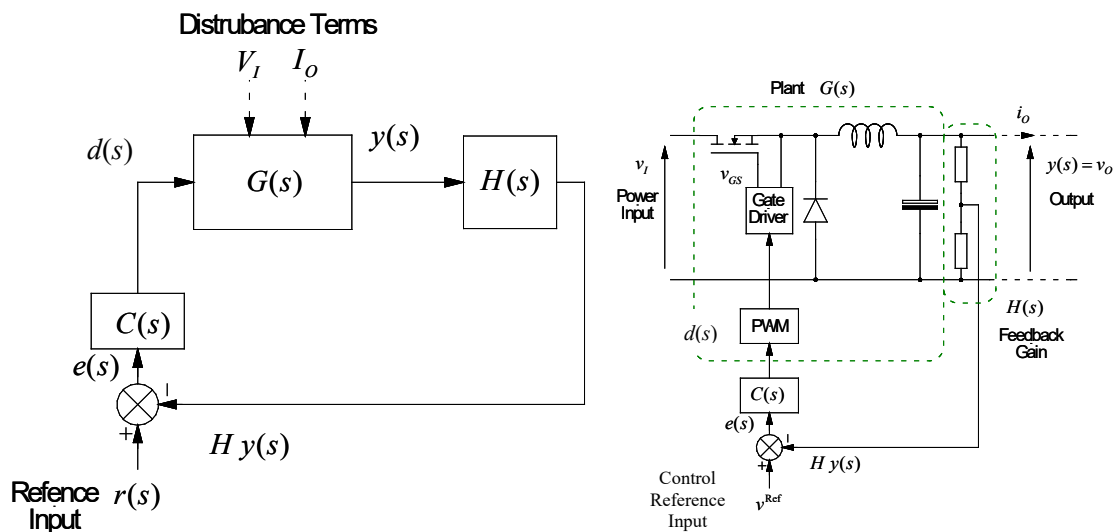 Distrubance Terms
V_I I_O
d(s)
G(s)
y(s)
H(s)
C(s)
e(s)
-
+
H y(s)
Refence
Input
r(s)
Plant G(s)
i_O
v_I
v_GS
y(s) = v_O
Power
Input
Gate
Driver
Output
d(s)
PWM
H(s)
Feedback
Gain
C(s)
e(s)
-
+
H y(s)
Control
Reference
Input
v^Ref